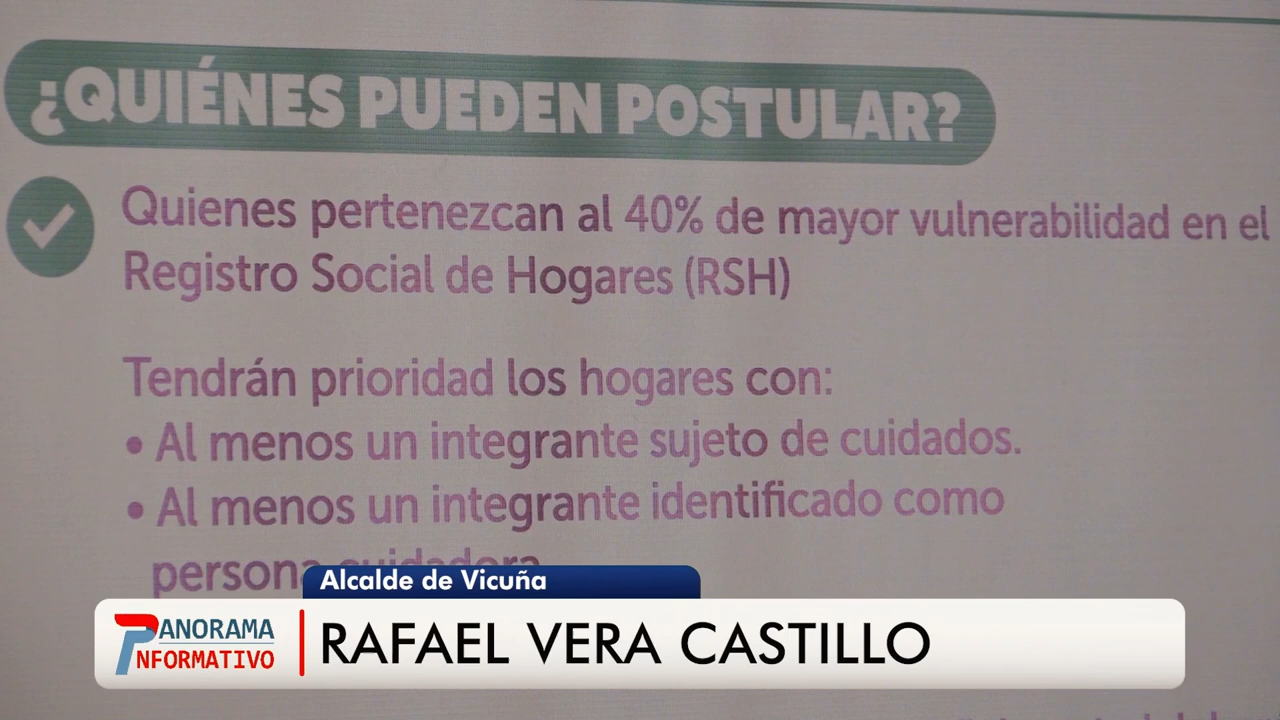 ¿QUIÉNES PUEDEN POSTULAR?
Quienes pertenezcan al 40% de mayor vulnerabilidad en el
Registro Social de Hogares (RSH)
Tendrán prioridad los hogares con:
• Al menos un integrante sujeto de cuidados.
• Al menos un integrante identificado como
persona cuidadora
Alcalde de Vicuña
PANORAMA
INFORMATIVO
RAFAEL VERA CASTILLO